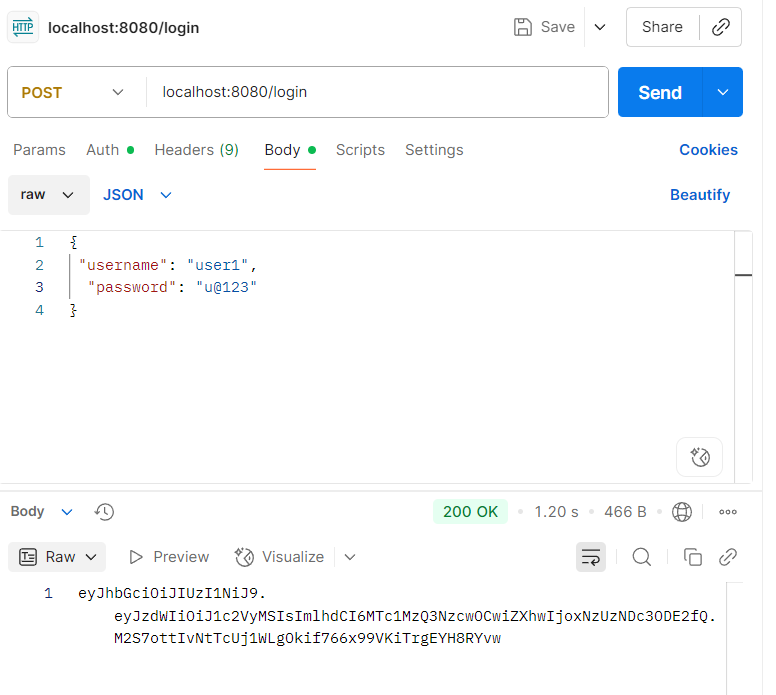 HTTP localhost:8080/login Save Share
POST localhost:8080/login Send
Params Auth Headers (9) Body Scripts Settings Cookies
raw JSON Beautify
1 {
2 "username": "user1",
3 "password": "u@123"
4 }
Body 200 OK 1.20 s 466 B
Raw Preview Visualize
1 eyJhbGciOiJIUzI1NiJ9.
eyJzdWIiOiJ1c2VyMSIsImlhdCI6MTc1MzQ3NzcwOCwiZXhwIjoxNzUzNDc3ODE2fQ.
M2S7ottIvNtTcUj1WLgOkif766x99VKiTrgEYH8RYvw